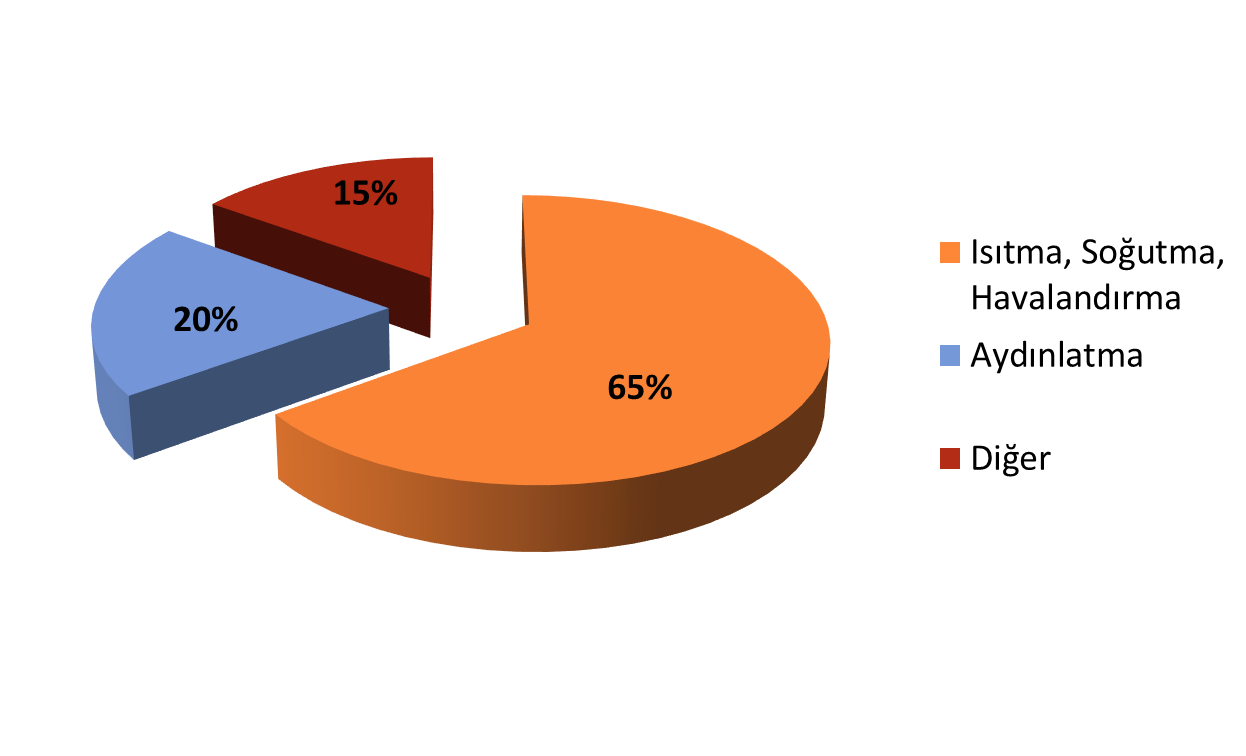 15%
20%
65%
Isıtma, Soğutma,
Havalandırma
Aydınlatma
Diğer